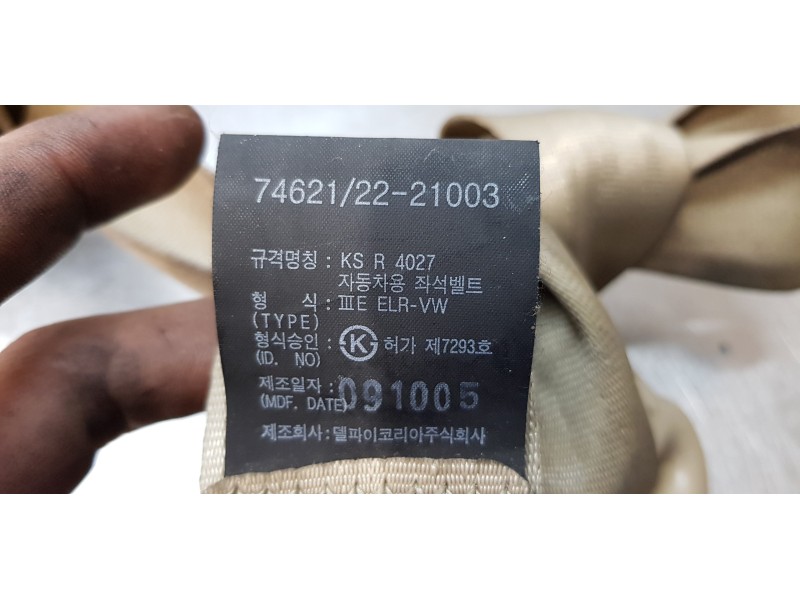 74621/22-21003
규격명칭 : KS R 4027
자동차용 좌석벨트
형 식 : ⅢE ELR-VW
(TYPE)
형식승인 : K 허가 제7293호
(ID. NO)
제조일자 : 091005
(MDF. DATE)
제조회사 : 델파이코리아주식회사